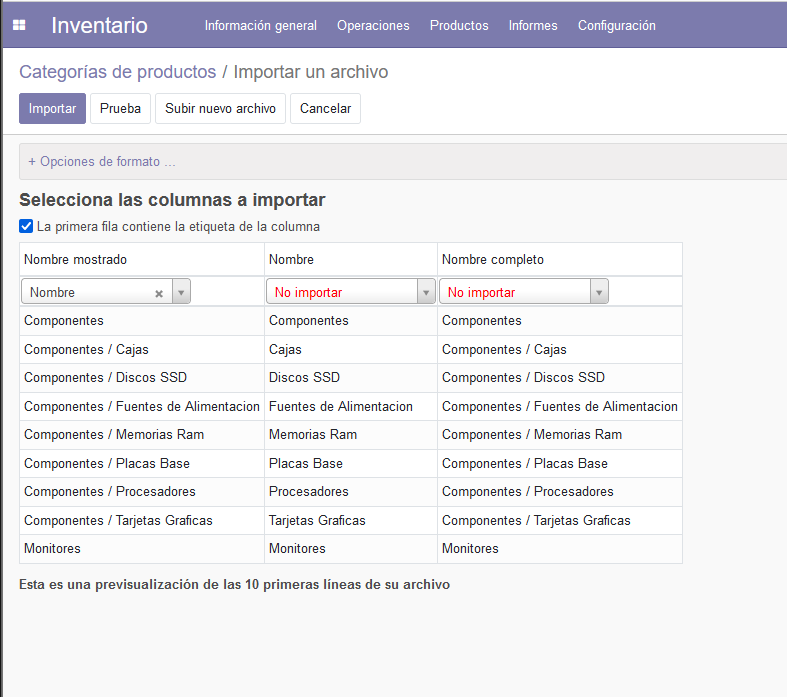 Inventario Información general Operaciones Productos Informes Configuración
Categorías de productos / Importar un archivo
Importar Prueba Subir nuevo archivo Cancelar
+ Opciones de formato ...
Selecciona las columnas a importar
La primera fila contiene la etiqueta de la columna
Nombre mostrado Nombre Nombre completo
Nombre No importar No importar
Componentes Componentes Componentes
Componentes / Cajas Cajas Componentes / Cajas
Componentes / Discos SSD Discos SSD Componentes / Discos SSD
Componentes / Fuentes de Alimentacion Fuentes de Alimentacion Componentes / Fuentes de Alimentacion
Componentes / Memorias Ram Memorias Ram Componentes / Memorias Ram
Componentes / Placas Base Placas Base Componentes / Placas Base
Componentes / Procesadores Procesadores Componentes / Procesadores
Componentes / Tarjetas Graficas Tarjetas Graficas Componentes / Tarjetas Graficas
Monitores Monitores Monitores
Esta es una previsualización de las 10 primeras líneas de su archivo